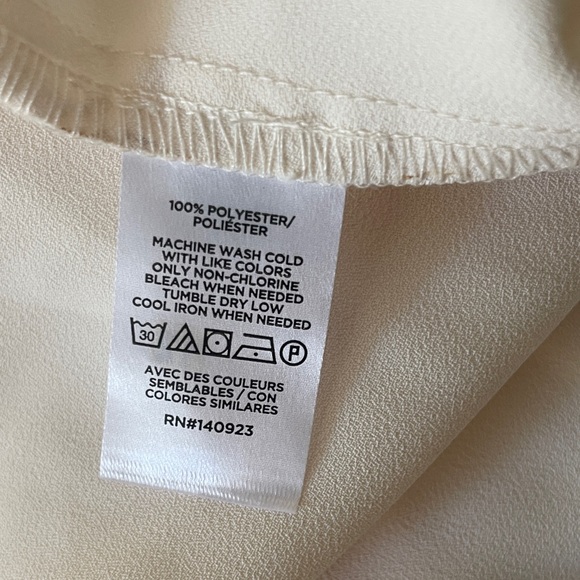 100% POLYESTER/
POLIÉSTER
MACHINE WASH COLD
WITH LIKE COLORS
ONLY NON-CHLORINE
BLEACH WHEN NEEDED
TUMBLE DRY LOW
COOL IRON WHEN NEEDED
30 P
AVEC DES COULEURS
SEMBLABLES / CON
COLORES SIMILARES
RN#140923